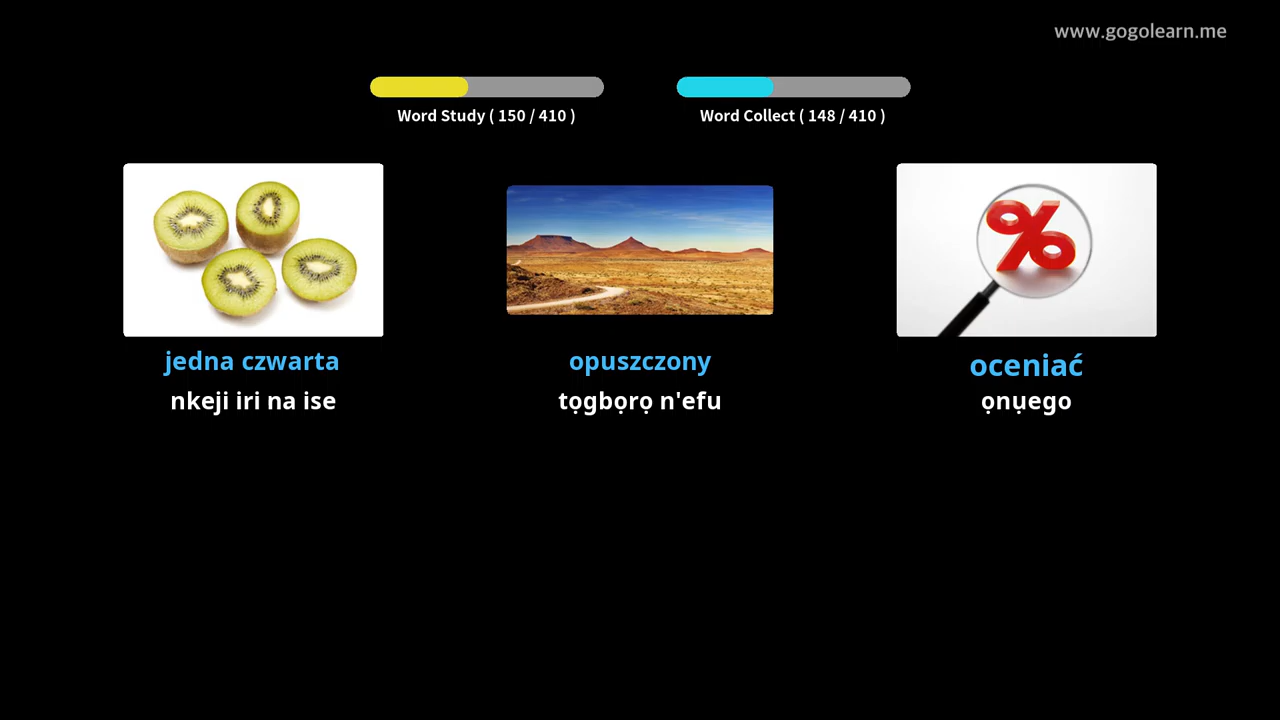 www.gogolearn.me
Word Study ( 150 / 410 )
Word Collect ( 148 / 410 )
jedna czwarta
nkeji iri na ise
opuszczony
tọgbọrọ n'efu
oceniać
ọnụego
%